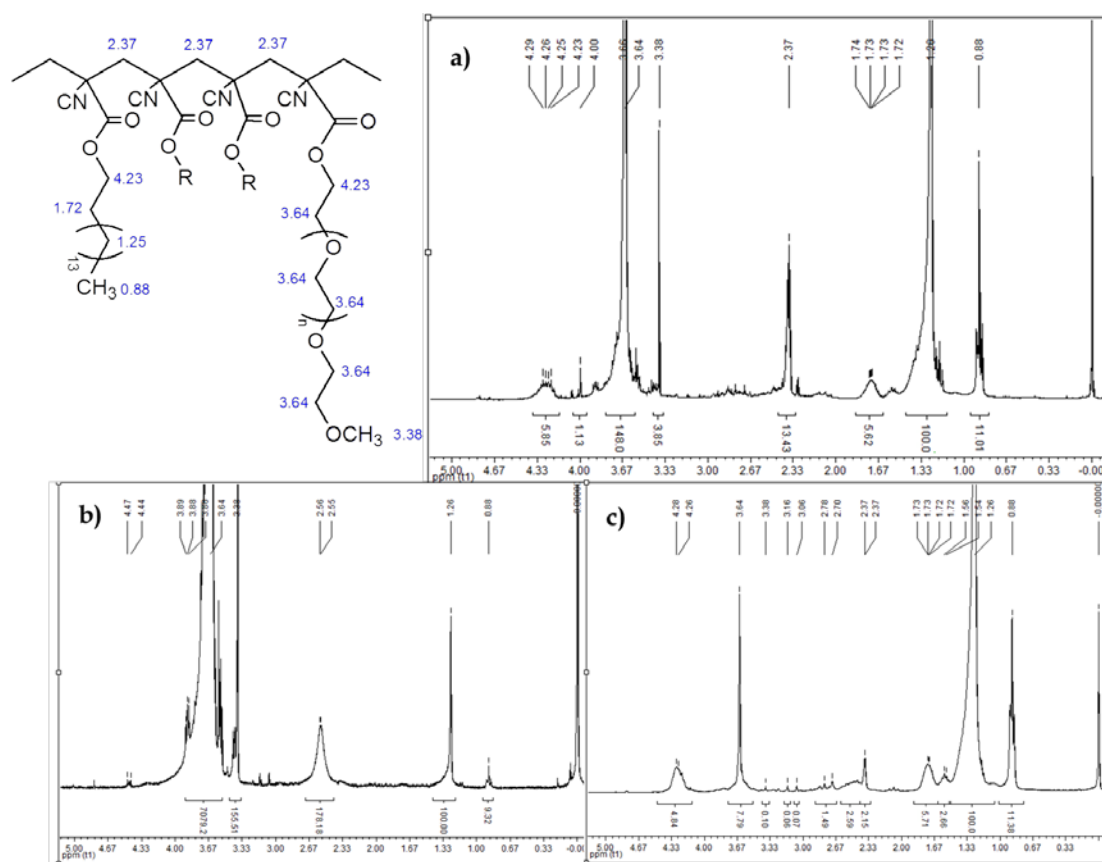 2.37 2.37 2.37
CN CN CN CN
O O O O
O O O O
R R
4.23 4.23
1.72 3.64
1.25 O
13 3.64 3.64
CH3 0.88
n O
3.64
3.64
OCH3 3.38
a)
4.29 4.26 4.25 4.23 4.00 3.66 3.64 3.38 2.37 1.74 1.73 1.73 1.72 1.26 0.88
5.85 1.13 148.0 3.85 13.43 5.62 100.0 11.01
5.00 4.67 4.33 4.00 3.67 3.33 3.00 2.67 2.33 2.00 1.67 1.33 1.00 0.67 0.33 -0.00
ppm (t1)
b)
4.47 4.44 3.89 3.88 3.86 3.64 3.38 2.56 2.55 1.26 0.88 -0.00000
7079.2 155.51 178.18 100.00 9.32
5.00 4.67 4.33 4.00 3.67 3.33 3.00 2.67 2.33 2.00 1.67 1.33 1.00 0.67 0.33 -0.00
ppm (t1)
c)
4.28 4.26 3.64 3.38 3.16 3.06 2.78 2.70 2.37 2.37 1.73 1.73 1.72 1.72 1.56 1.54 1.26 0.88 -0.00000
4.84 7.79 0.10 0.06 0.07 1.49 2.59 2.15 5.71 2.66 100.0 11.38
5.00 4.67 4.33 4.00 3.67 3.33 3.00 2.67 2.33 2.00 1.67 1.33 1.00 0.67 0.33
ppm (t1)